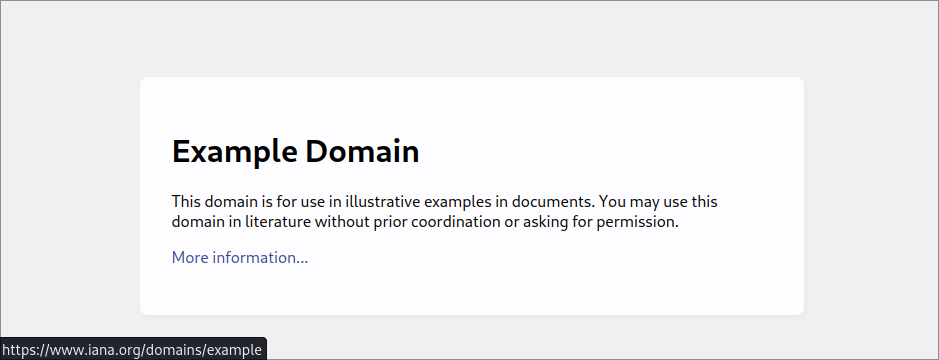 Example Domain
This domain is for use in illustrative examples in documents. You may use this
domain in literature without prior coordination or asking for permission.
More information...
https://www.iana.org/domains/example